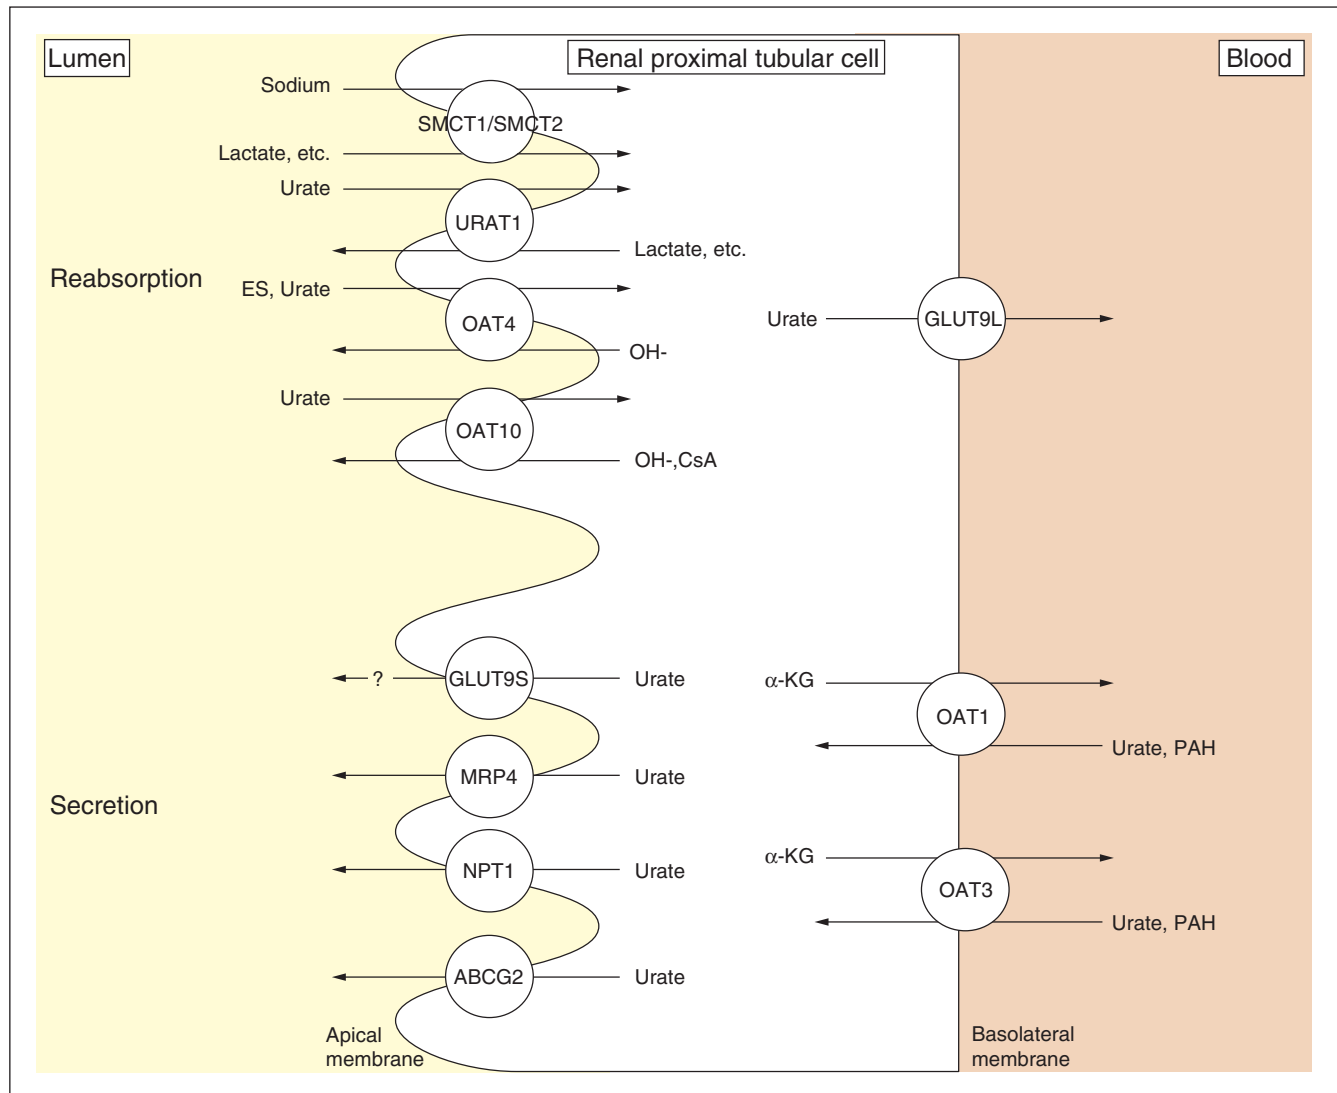 Lumen
Renal proximal tubular cell
Blood
Sodium
SMCT1/SMCT2
Lactate, etc.
Urate
URAT1
Lactate, etc.
Reabsorption
ES, Urate
OAT4
OH-
Urate
GLUT9L
Urate
OAT10
OH-,CsA
? GLUT9S Urate
α-KG
OAT1
Urate, PAH
MRP4
Urate
Secretion
NPT1
Urate
α-KG
OAT3
Urate, PAH
ABCG2
Urate
Apical
membrane
Basolateral
membrane